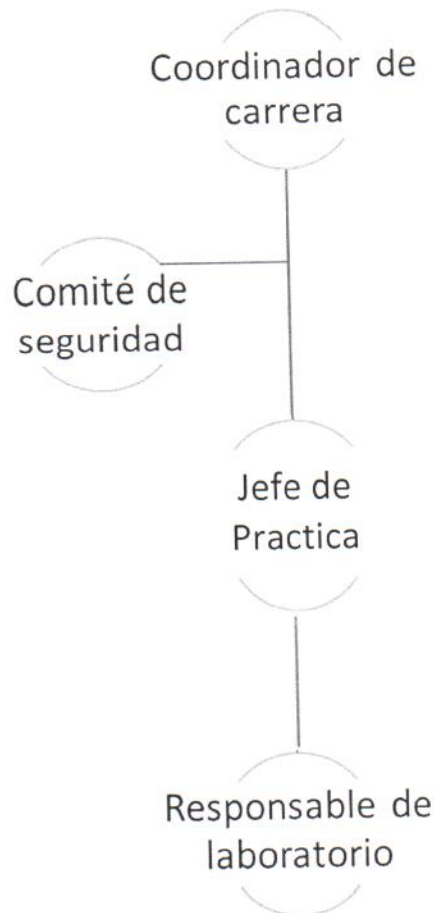 Coordinador de
carrera
Comité de
seguridad
Jefe de
Practica
Responsable de
laboratorio